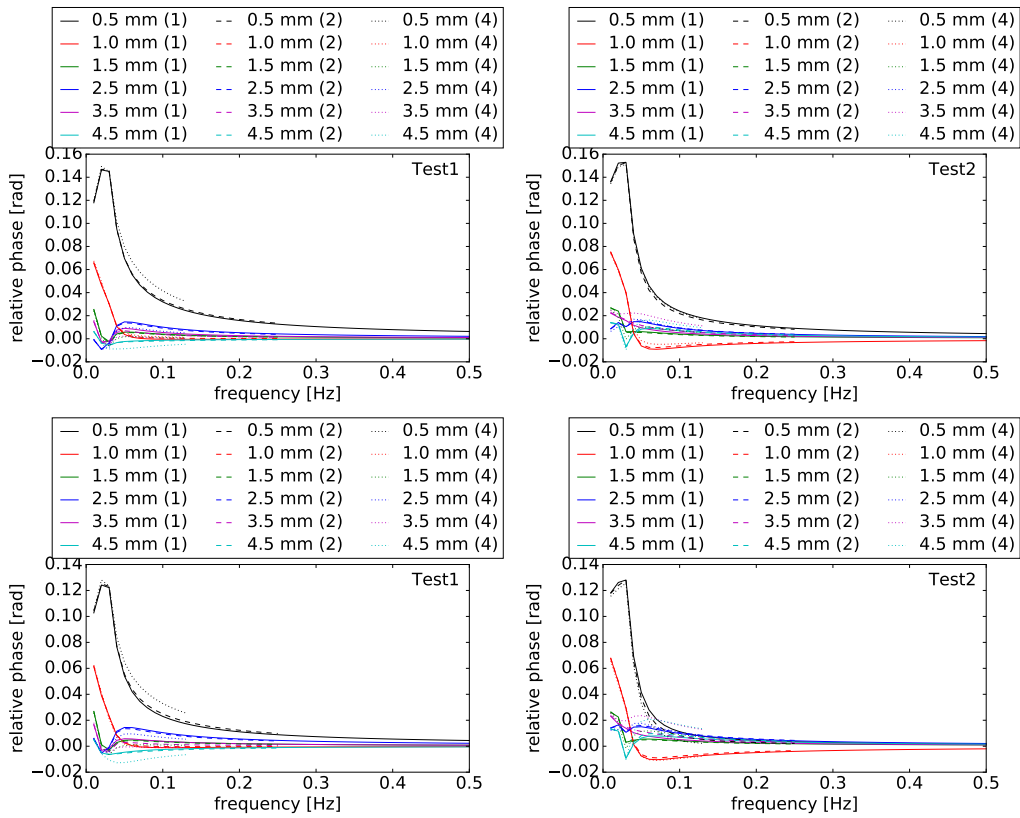 0.5 mm (1) 0.5 mm (2) 0.5 mm (4)
1.0 mm (1) 1.0 mm (2) 1.0 mm (4)
1.5 mm (1) 1.5 mm (2) 1.5 mm (4)
2.5 mm (1) 2.5 mm (2) 2.5 mm (4)
3.5 mm (1) 3.5 mm (2) 3.5 mm (4)
4.5 mm (1) 4.5 mm (2) 4.5 mm (4)
Test1
relative phase [rad]
0.16
0.14
0.12
0.10
0.08
0.06
0.04
0.02
0.00
−0.02
0.0 0.1 0.2 0.3 0.4 0.5
frequency [Hz]
0.5 mm (1) 0.5 mm (2) 0.5 mm (4)
1.0 mm (1) 1.0 mm (2) 1.0 mm (4)
1.5 mm (1) 1.5 mm (2) 1.5 mm (4)
2.5 mm (1) 2.5 mm (2) 2.5 mm (4)
3.5 mm (1) 3.5 mm (2) 3.5 mm (4)
4.5 mm (1) 4.5 mm (2) 4.5 mm (4)
Test2
relative phase [rad]
0.16
0.14
0.12
0.10
0.08
0.06
0.04
0.02
0.00
−0.02
0.0 0.1 0.2 0.3 0.4 0.5
frequency [Hz]
0.5 mm (1) 0.5 mm (2) 0.5 mm (4)
1.0 mm (1) 1.0 mm (2) 1.0 mm (4)
1.5 mm (1) 1.5 mm (2) 1.5 mm (4)
2.5 mm (1) 2.5 mm (2) 2.5 mm (4)
3.5 mm (1) 3.5 mm (2) 3.5 mm (4)
4.5 mm (1) 4.5 mm (2) 4.5 mm (4)
Test1
relative phase [rad]
0.14
0.12
0.10
0.08
0.06
0.04
0.02
0.00
−0.02
0.0 0.1 0.2 0.3 0.4 0.5
frequency [Hz]
0.5 mm (1) 0.5 mm (2) 0.5 mm (4)
1.0 mm (1) 1.0 mm (2) 1.0 mm (4)
1.5 mm (1) 1.5 mm (2) 1.5 mm (4)
2.5 mm (1) 2.5 mm (2) 2.5 mm (4)
3.5 mm (1) 3.5 mm (2) 3.5 mm (4)
4.5 mm (1) 4.5 mm (2) 4.5 mm (4)
Test2
relative phase [rad]
0.14
0.12
0.10
0.08
0.06
0.04
0.02
0.00
−0.02
0.0 0.1 0.2 0.3 0.4 0.5
frequency [Hz]